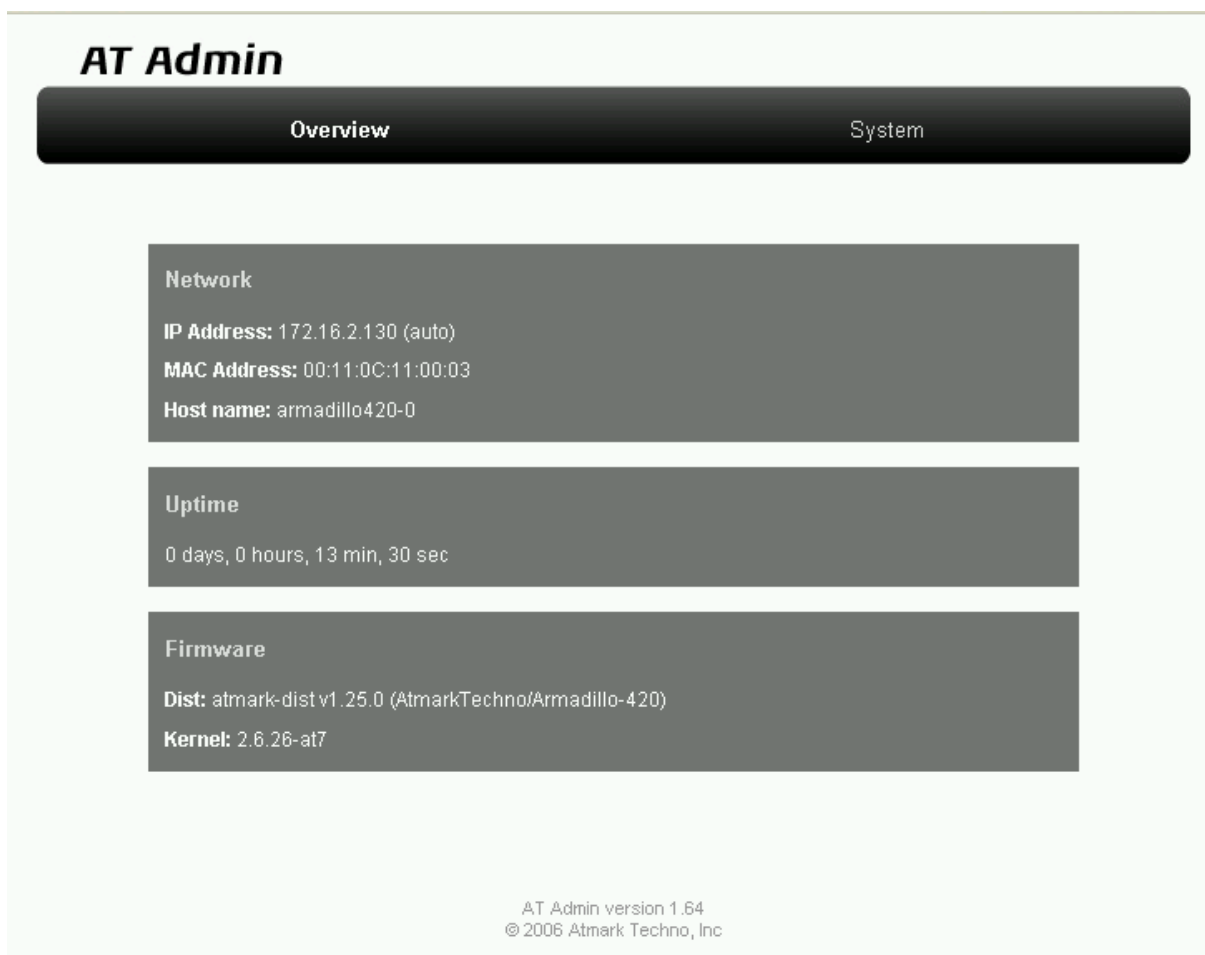 AT Admin
Overview System
Network
IP Address: 172.16.2.130 (auto)
MAC Address: 00:11:0C:11:00:03
Host name: armadillo420-0
Uptime
0 days, 0 hours, 13 min, 30 sec
Firmware
Dist: atmark-dist v1.25.0 (AtmarkTechno/Armadillo-420)
Kernel: 2.6.26-at7
AT Admin version 1.64
© 2006 Atmark Techno, Inc